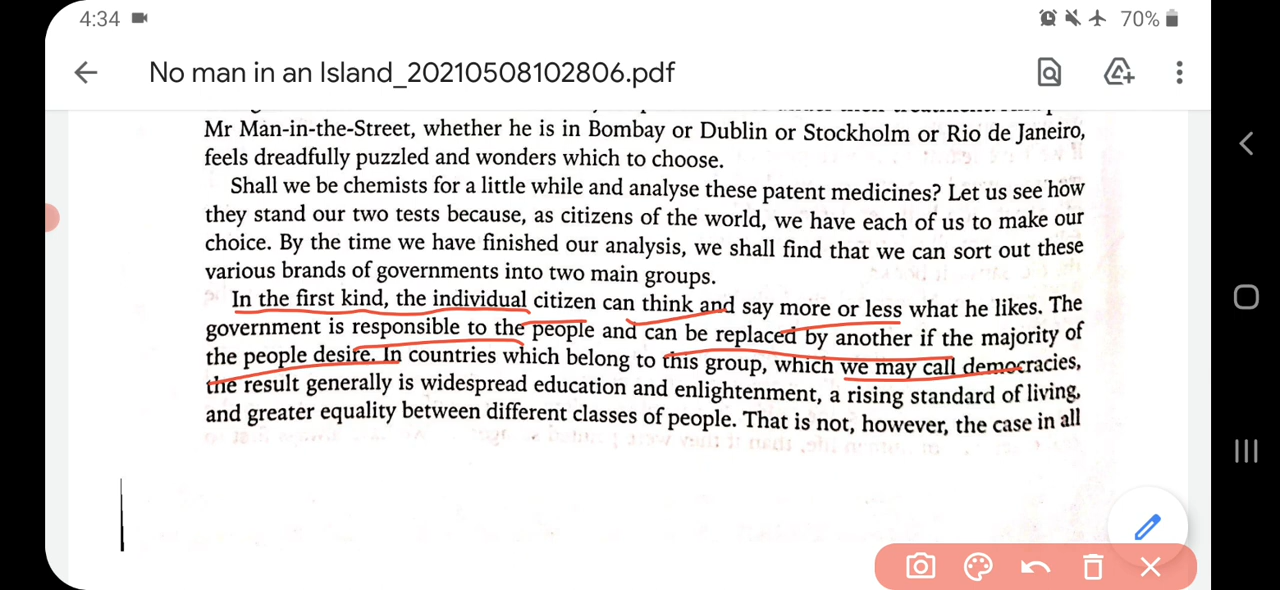 4:34
70%
No man in an Island_20210508102806.pdf
Mr Man-in-the-Street, whether he is in Bombay or Dublin or Stockholm or Rio de Janeiro,
feels dreadfully puzzled and wonders which to choose.
Shall we be chemists for a little while and analyse these patent medicines? Let us see how
they stand our two tests because, as citizens of the world, we have each of us to make our
choice. By the time we have finished our analysis, we shall find that we can sort out these
various brands of governments into two main groups.
In the first kind, the individual citizen can think and say more or less what he likes. The
government is responsible to the people and can be replaced by another if the majority of
the people desire. In countries which belong to this group, which we may call democracies,
the result generally is widespread education and enlightenment, a rising standard of living,
and greater equality between different classes of people. That is not, however, the case in all